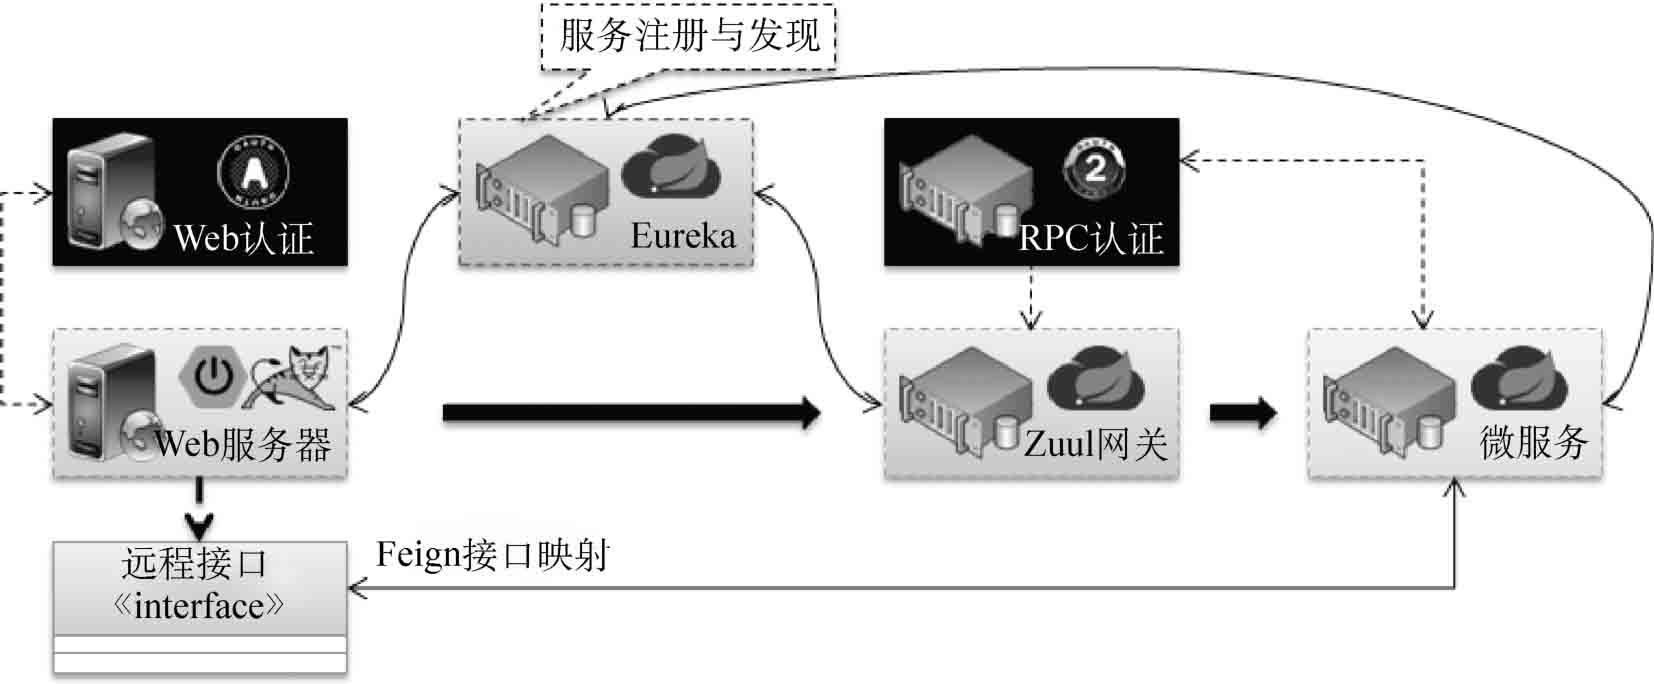 服务注册与发现
Web认证
Eureka
2
RPC认证
Web服务器
Zuul网关
微服务
远程接口
《interface》
Feign接口映射